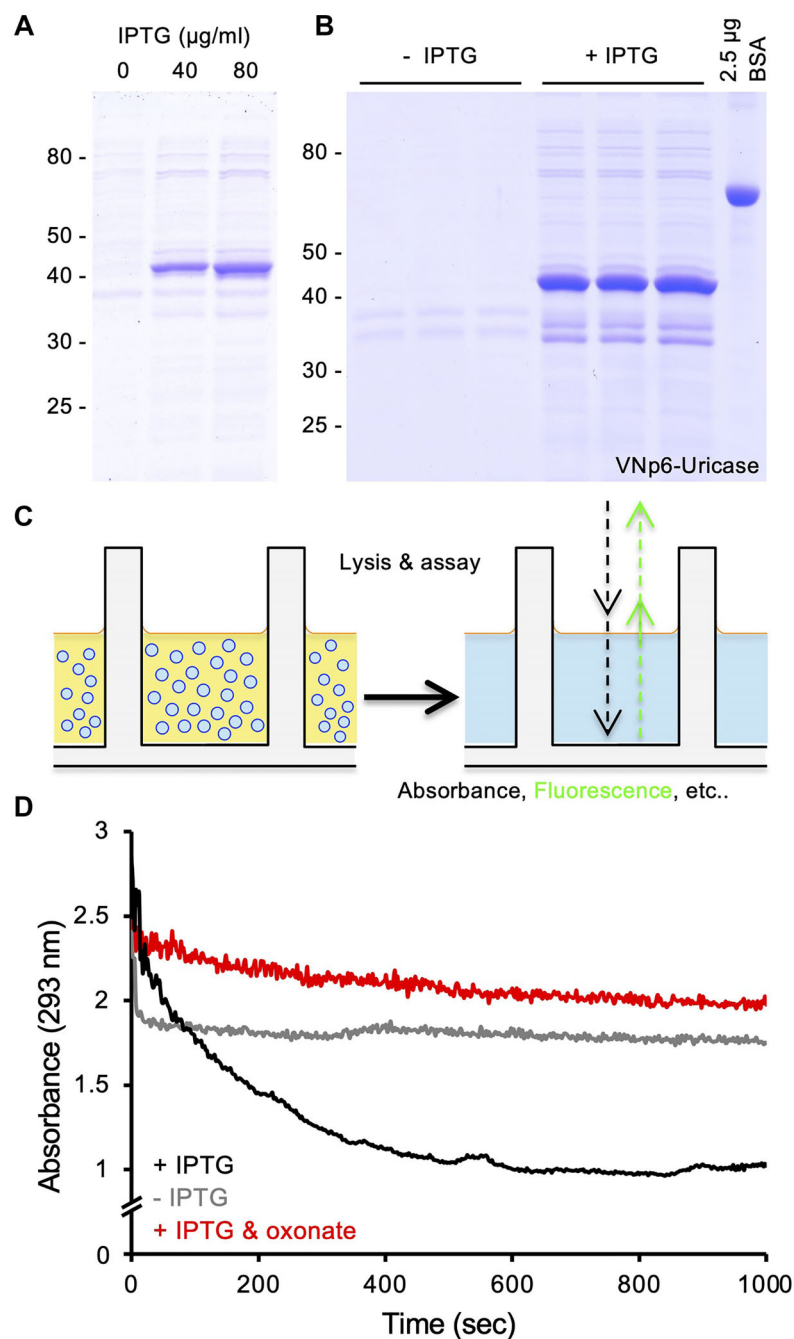 A
IPTG (µg/ml)
0 40 80
80 -
50 -
40 -
30 -
25 -
B
- IPTG
+ IPTG
2.5 µg
BSA
80 -
50 -
40 -
30 -
25 -
VNp6-Uricase
C
Lysis & assay
Absorbance, Fluorescence, etc..
D
Absorbance (293 nm)
3
2.5
2
1.5
1
0
+ IPTG
- IPTG
+ IPTG & oxonate
0 200 400 600 800 1000
Time (sec)